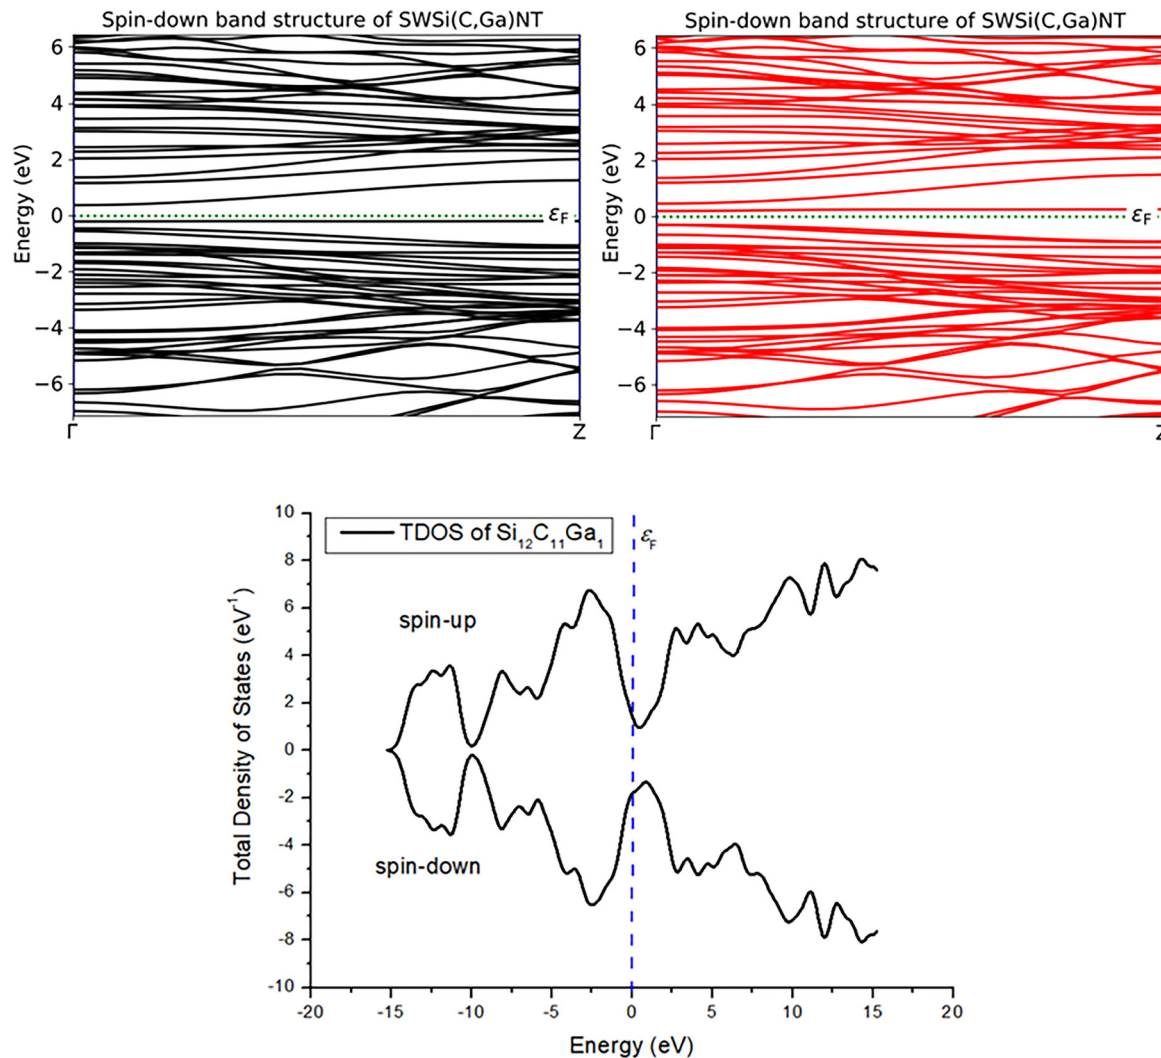 Spin-down band structure of SWSi(C,Ga)NT
6
4
2
0
−2
−4
−6
Energy (eV)
εF
Γ
Z
Spin-down band structure of SWSi(C,Ga)NT
6
4
2
0
−2
−4
−6
Energy (eV)
εF
Γ
Z
TDOS of Si12C11Ga1
εF
spin-up
spin-down
10
8
6
4
2
0
-2
-4
-6
-8
-10
Total Density of States (eV-1)
-20
-15
-10
-5
0
5
10
15
20
Energy (eV)